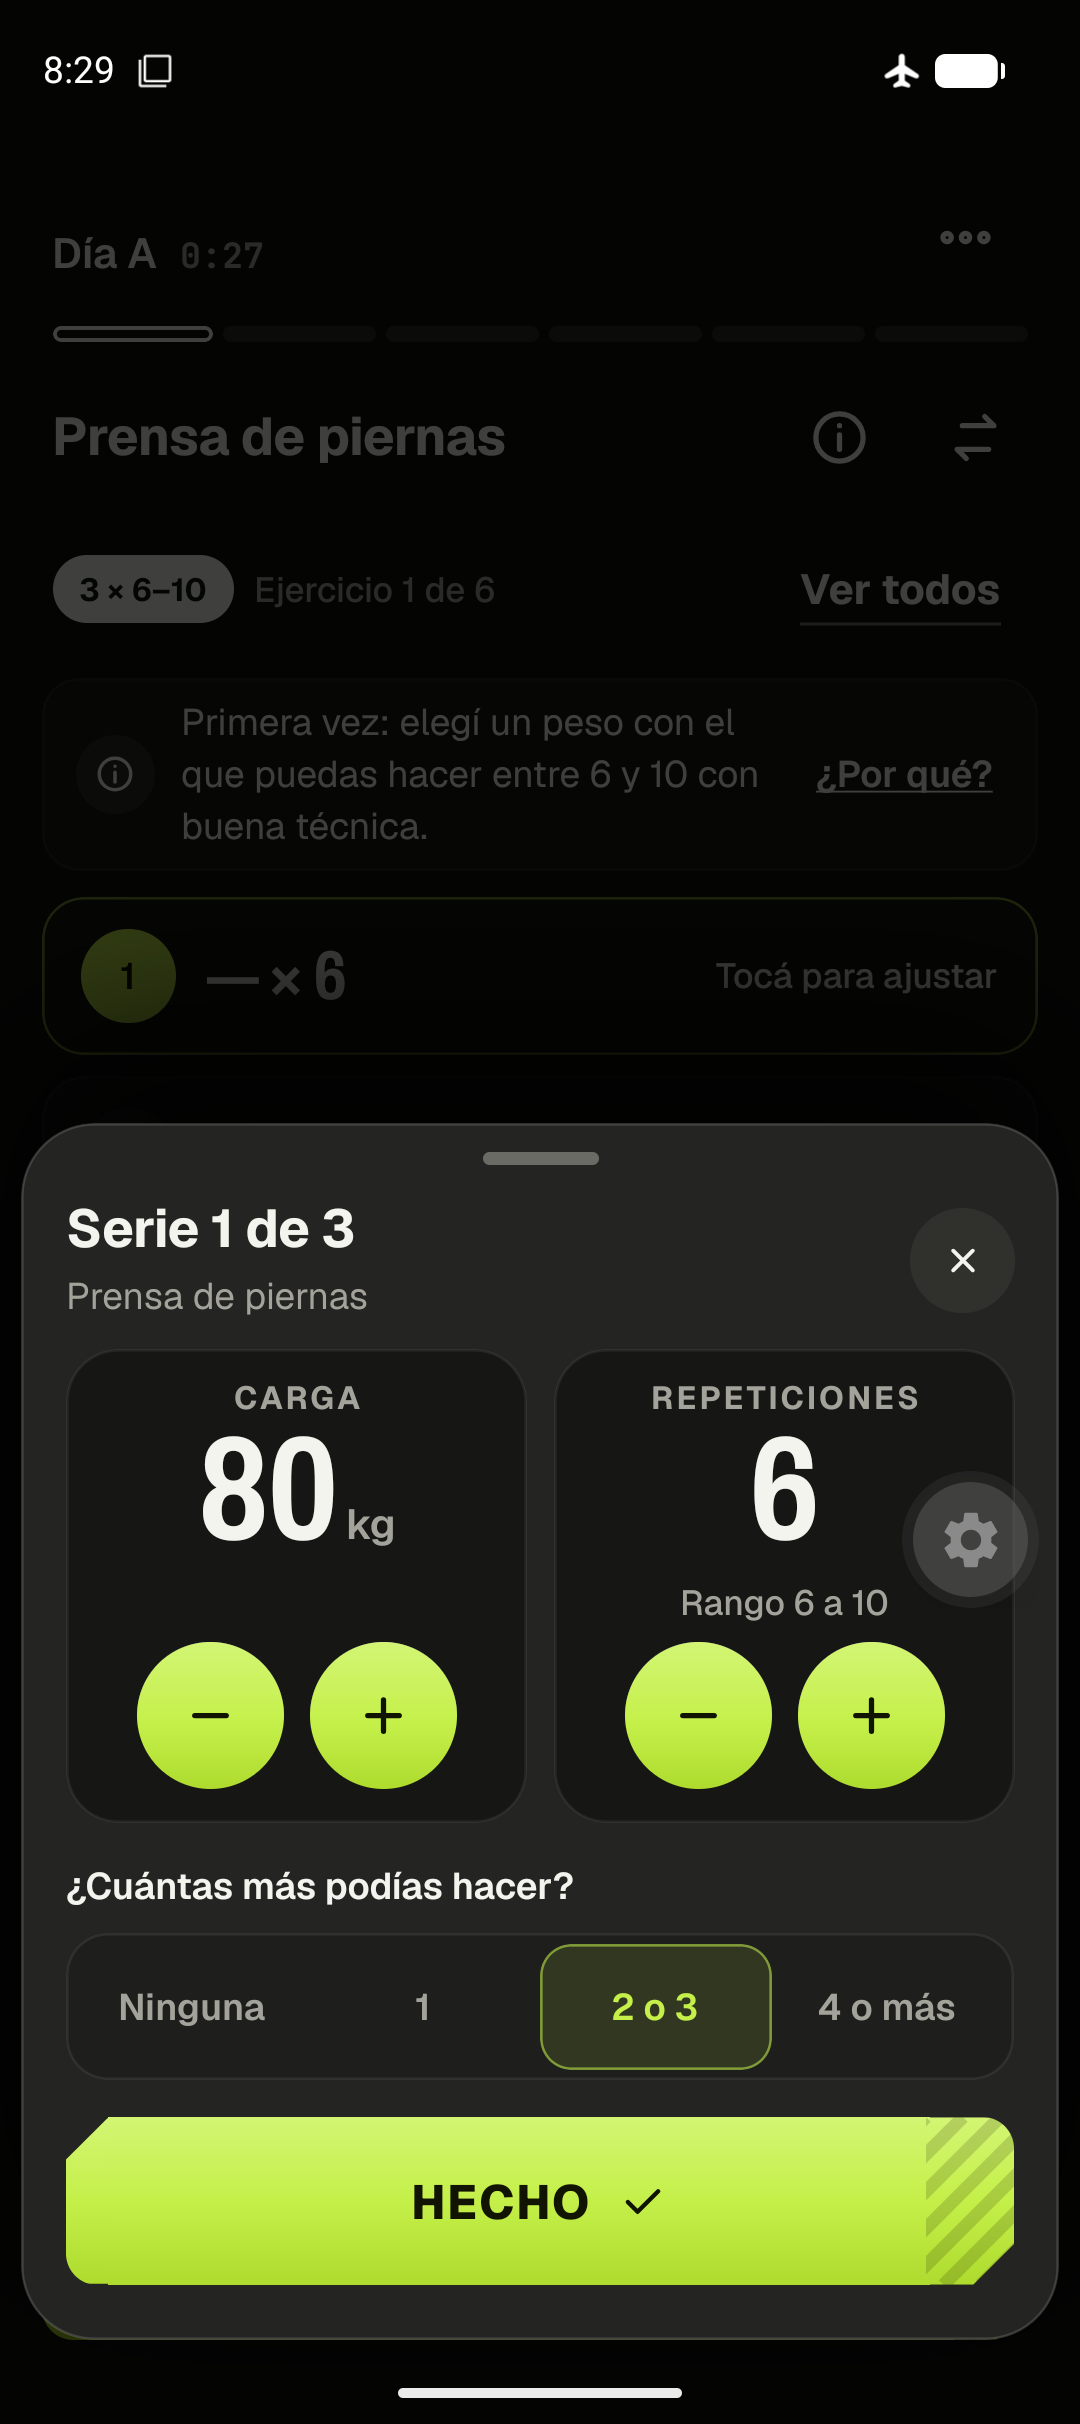 8:29
Día A 0:27
Prensa de piernas
3 × 6–10 Ejercicio 1 de 6 Ver todos
Primera vez: elegí un peso con el
que puedas hacer entre 6 y 10 con
buena técnica.
¿Por qué?
1 — × 6 Tocá para ajustar
Serie 1 de 3
Prensa de piernas
CARGA
80 kg
REPETICIONES
6
Rango 6 a 10
¿Cuántas más podías hacer?
Ninguna 1 2 o 3 4 o más
HECHO